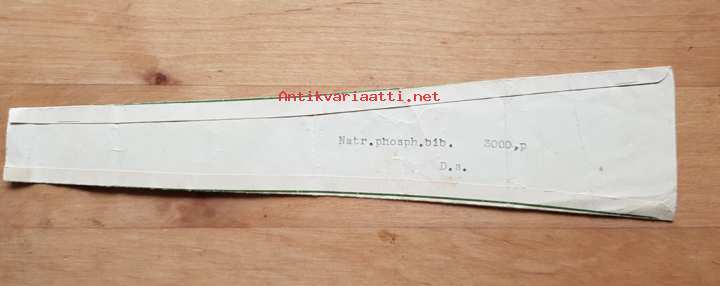 Antikvariaatti.net
Natr.phosph.bib. 3000,p
D.s.